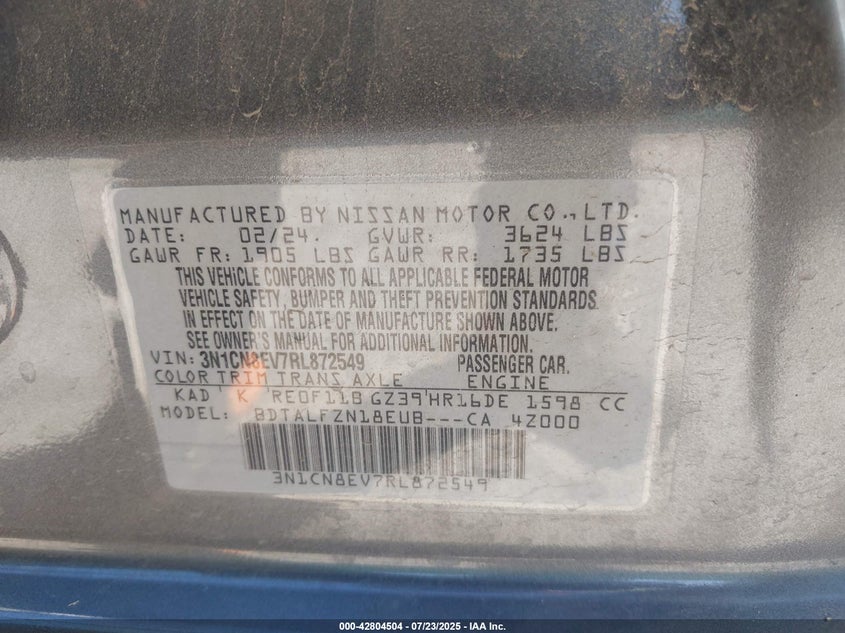 MANUFACTURED BY NISSAN MOTOR CO., LTD.
DATE: 02/24. GVWR: 3624 LBS
GAWR FR: 1905 LBS GAWR RR: 1735 LBS
THIS VEHICLE CONFORMS TO ALL APPLICABLE FEDERAL MOTOR
VEHICLE SAFETY, BUMPER AND THEFT PREVENTION STANDARDS
IN EFFECT ON THE DATE OF MANUFACTURE SHOWN ABOVE.
SEE OWNER'S MANUAL FOR ADDITIONAL INFORMATION.
VIN: 3N1CN8EV7RL872549 PASSENGER CAR.
COLOR TRIM TRANS AXLE ENGINE
KAD K RE0F11B GZ39 HR16DE 1598 CC
MODEL: BDTALFZN18EUB---CA 4Z000
3N1CN8EV7RL872549
000-42804504 | 07/23/2025 - IAA Inc.